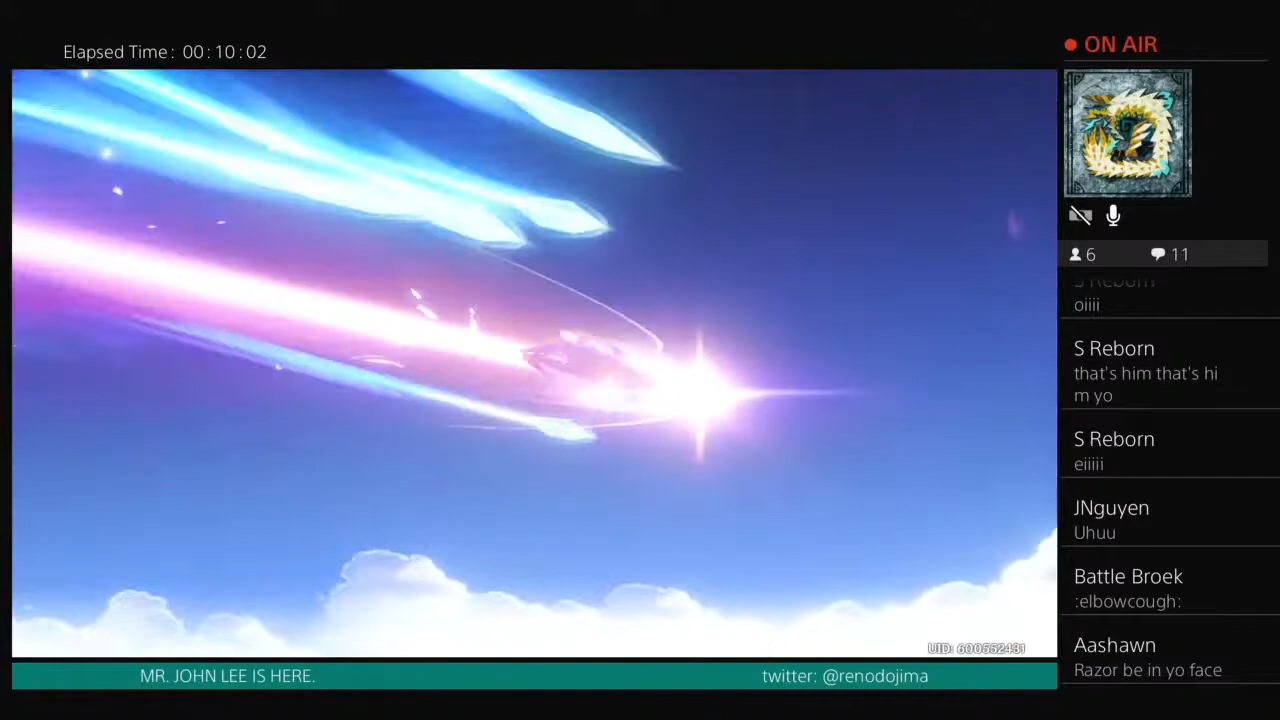 Elapsed Time: 00:10:02
ON AIR
6
11
S Reborn
oiiii
S Reborn
that's him that's hi
m yo
S Reborn
eiiiii
JNguyen
Uhuu
Battle Broek
:elbowcough:
Aashawn
Razor be in yo face
UID: 600552431
MR. JOHN LEE IS HERE.
twitter: @renodojima